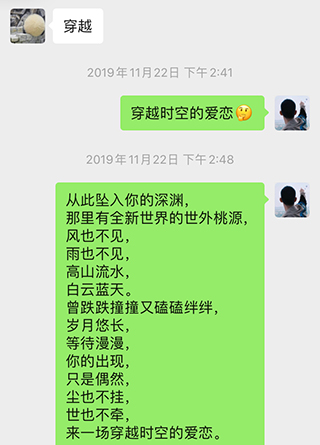 穿越
2019年11月22日 下午2:41
穿越时空的爱恋🤔
2019年11月22日 下午2:48
从此坠入你的深渊，
那里有全新世界的世外桃源，
风也不见，
雨也不见，
高山流水，
白云蓝天。
曾跌跌撞撞又磕磕绊绊，
岁月悠长，
等待漫漫，
你的出现，
只是偶然，
尘也不挂，
世也不牵，
来一场穿越时空的爱恋。